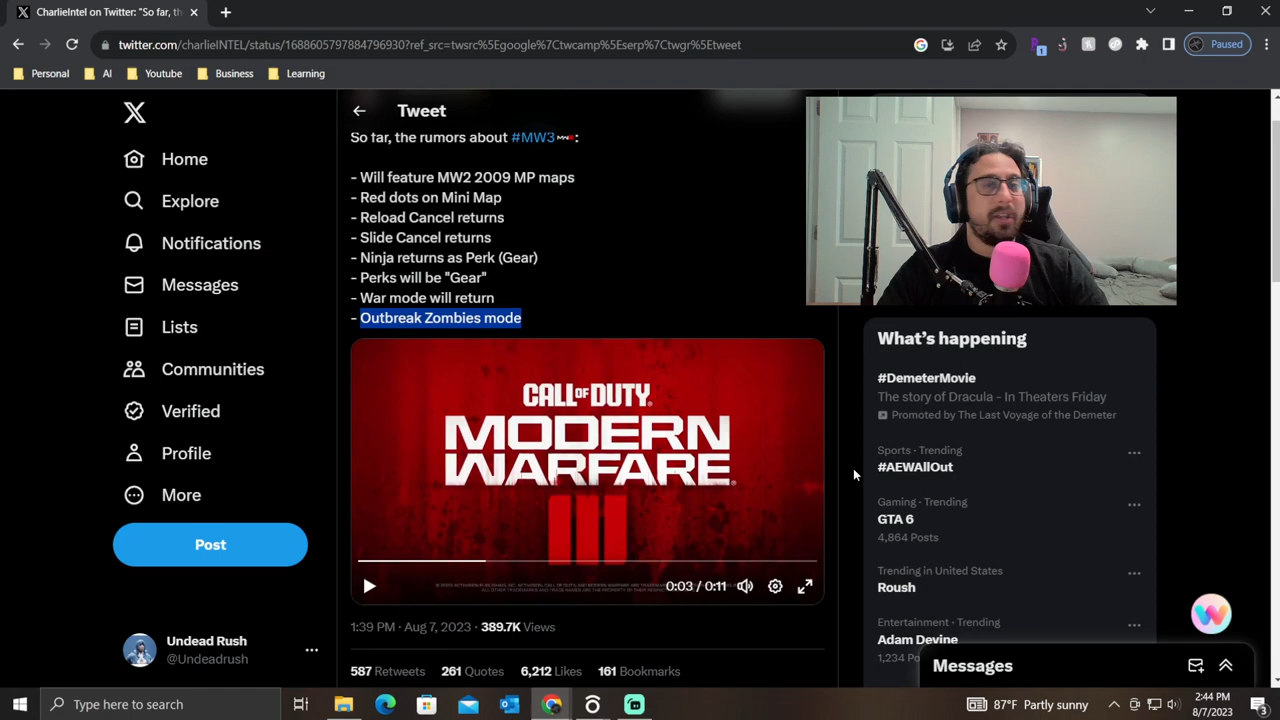 CharlieIntel on Twitter: "So far, th
twitter.com/charlieINTEL/status/1688605797884796930?ref_src=twsrc%5Egoogle%7Ctwcamp%5Eserp%7Ctwgr%5Etweet
Paused
Personal
AI
Youtube
Business
Learning
Home
Explore
Notifications
Messages
Lists
Communities
Verified
Profile
More
Post
Undead Rush
@Undeadrush
Tweet
So far, the rumors about #MW3 :
- Will feature MW2 2009 MP maps
- Red dots on Mini Map
- Reload Cancel returns
- Slide Cancel returns
- Ninja returns as Perk (Gear)
- Perks will be "Gear"
- War mode will return
- Outbreak Zombies mode
CALL OF DUTY
MODERN
WARFARE
III
0:03 / 0:11
1:39 PM · Aug 7, 2023 · 389.7K Views
587 Retweets 261 Quotes 6,212 Likes 161 Bookmarks
What's happening
#DemeterMovie
The story of Dracula - In Theaters Friday
Promoted by The Last Voyage of the Demeter
Sports · Trending
#AEWAllOut
Gaming · Trending
GTA 6
4,864 Posts
Trending in United States
Roush
Entertainment · Trending
Adam Devine
1,234 Po
Messages
Type here to search
87°F Partly sunny
2:44 PM
8/7/2023